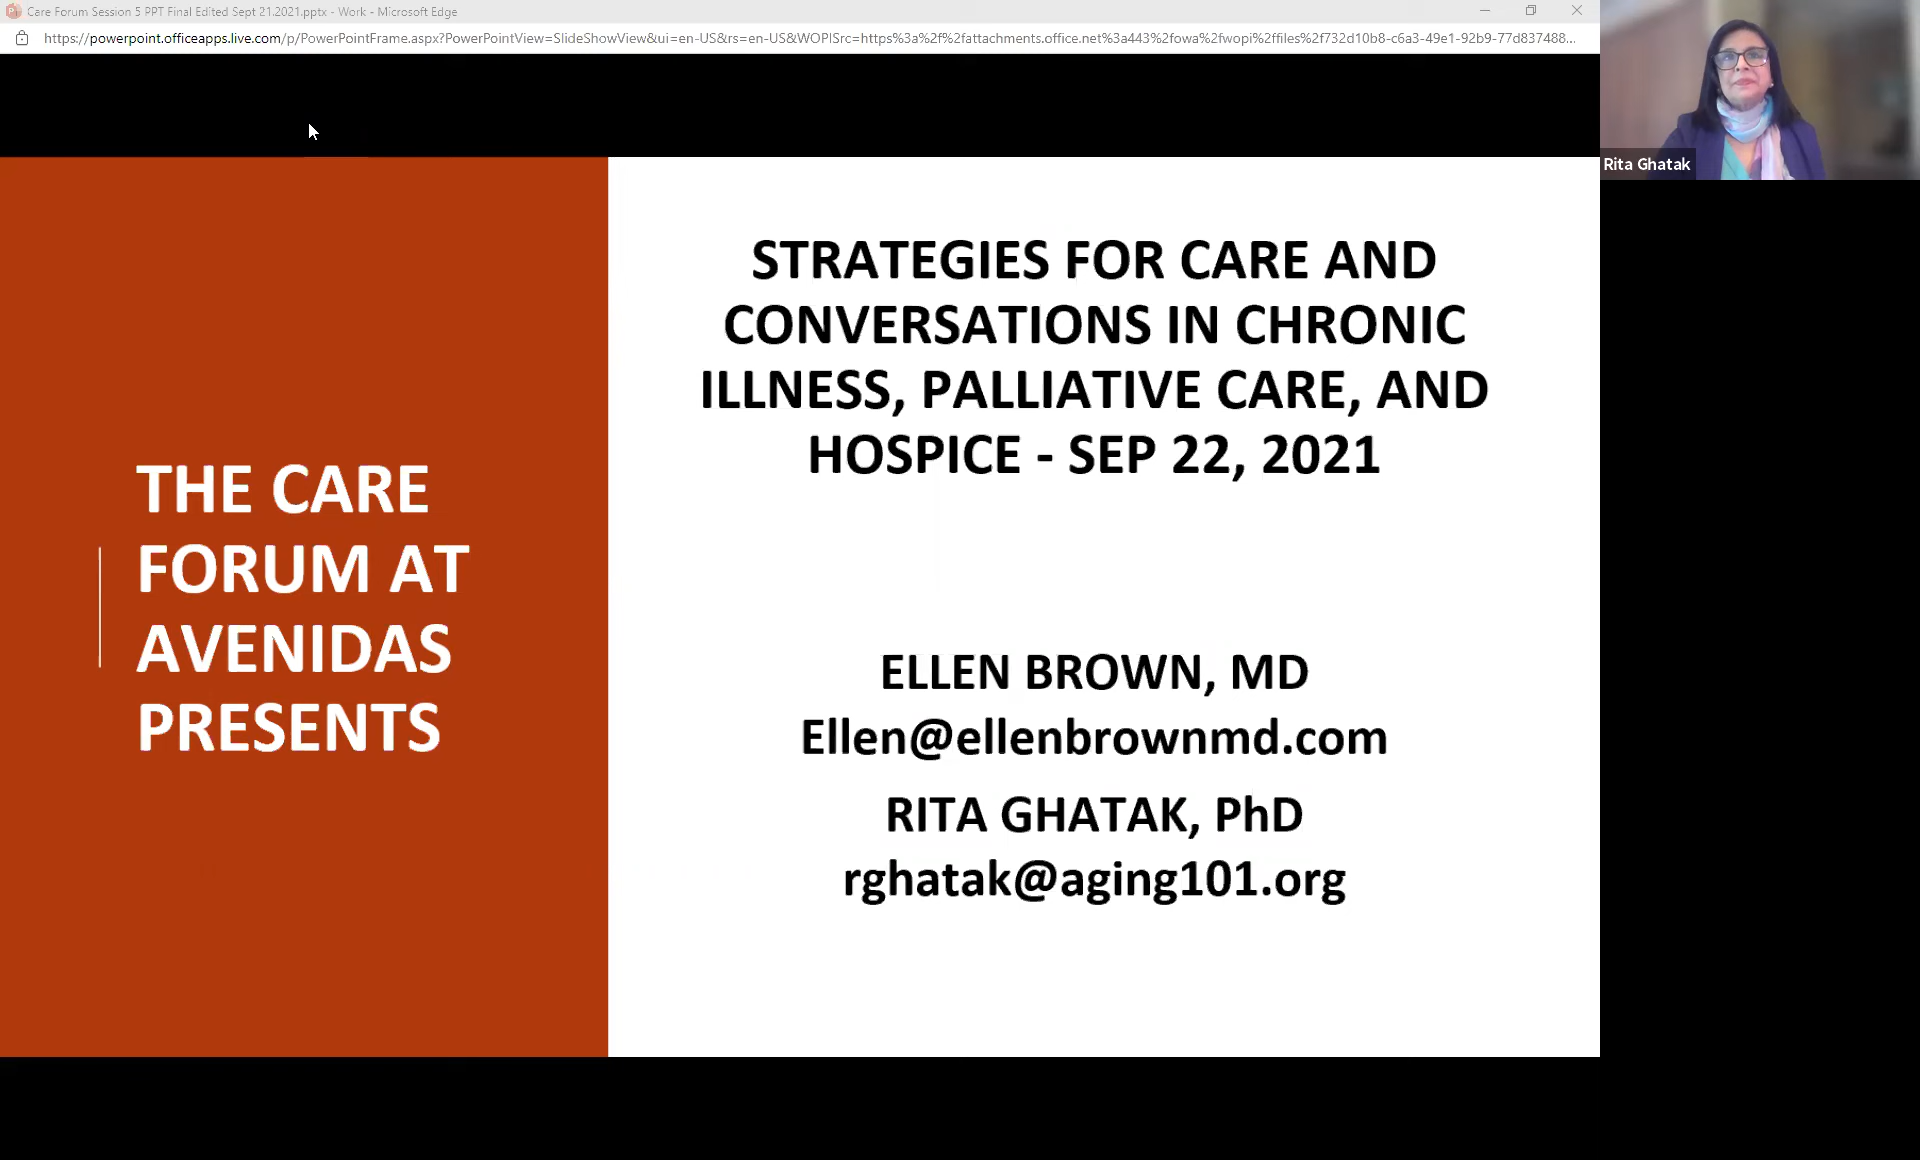 Care Forum Session 5 PPT Final Edited Sept 21.2021.pptx - Work - Microsoft Edge
https://powerpoint.officeapps.live.com/p/PowerPointFrame.aspx?PowerPointView=SlideShowView&ui=en-US&rs=en-US&WOPISrc=https%3a%2f%2fattachments.office.net%3a443%2fowa%2fwopi%2ffiles%2f732d10b8-c6a3-49e1-92b9-77d837488...
Rita Ghatak
THE CARE
FORUM AT
AVENIDAS
PRESENTS
STRATEGIES FOR CARE AND
CONVERSATIONS IN CHRONIC
ILLNESS, PALLIATIVE CARE, AND
HOSPICE - SEP 22, 2021
ELLEN BROWN, MD
Ellen@ellenbrownmd.com
RITA GHATAK, PhD
rghatak@aging101.org